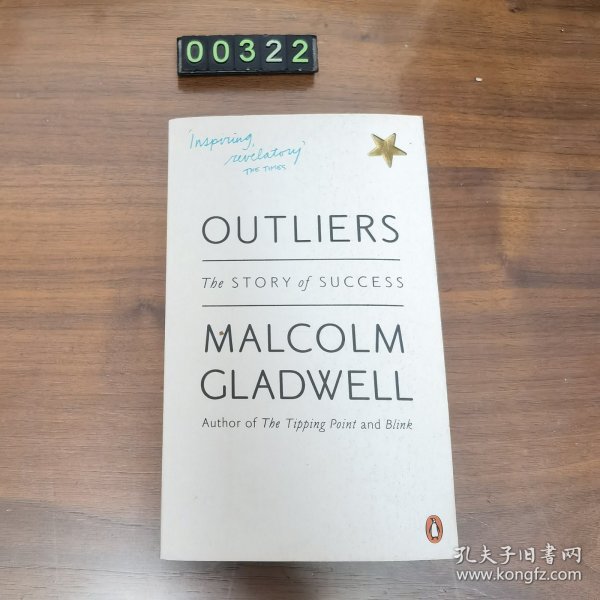 00322
'Inspiring,
revelatory'
THE TIMES
OUTLIERS
The STORY of SUCCESS
MALCOLM
GLADWELL
Author of The Tipping Point and Blink
孔夫子旧書网
www.kongfz.com